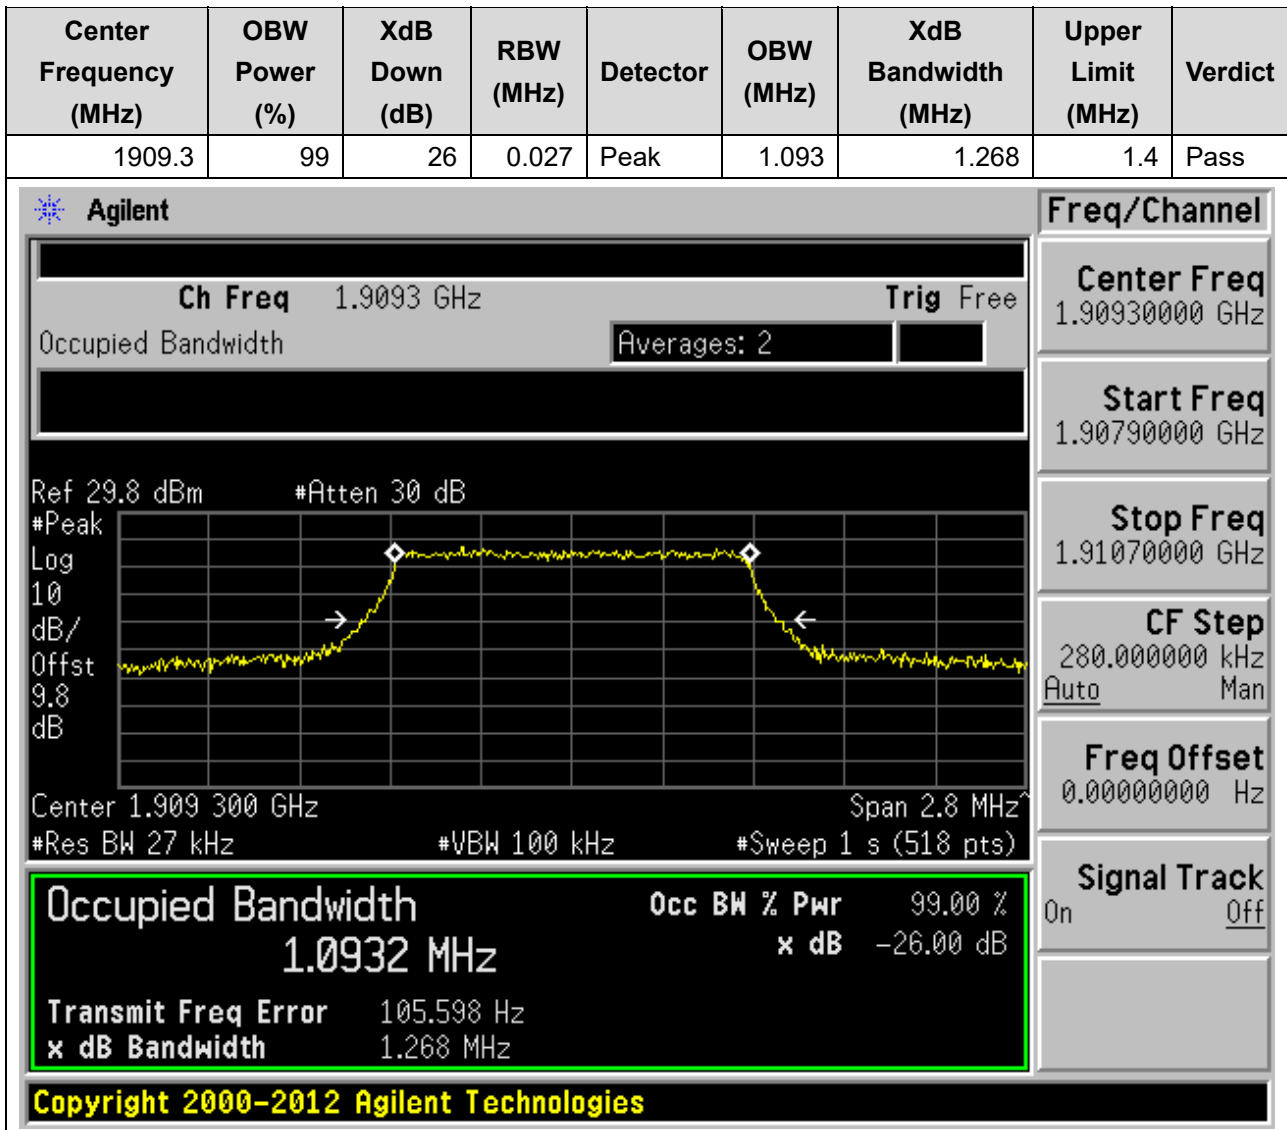 Center Frequency (MHz) OBW Power (%) XdB Down (dB) RBW (MHz) Detector OBW (MHz) XdB Bandwidth (MHz) Upper Limit (MHz) Verdict
1909.3 99 26 0.027 Peak 1.093 1.268 1.4 Pass
Agilent
Ch Freq 1.9093 GHz Trig Free
Occupied Bandwidth Averages: 2
Ref 29.8 dBm #Atten 30 dB
#Peak
Log
10
dB/
Offst
9.8
dB
Center 1.909 300 GHz Span 2.8 MHz^
#Res BW 27 kHz #VBW 100 kHz #Sweep 1 s (518 pts)
Occupied Bandwidth Occ BW % Pwr 99.00 %
1.0932 MHz x dB -26.00 dB
Transmit Freq Error 105.598 Hz
x dB Bandwidth 1.268 MHz
Copyright 2000-2012 Agilent Technologies
Freq/Channel
Center Freq
1.90930000 GHz
Start Freq
1.90790000 GHz
Stop Freq
1.91070000 GHz
CF Step
280.000000 kHz
Auto Man
Freq Offset
0.00000000 Hz
Signal Track
On Off